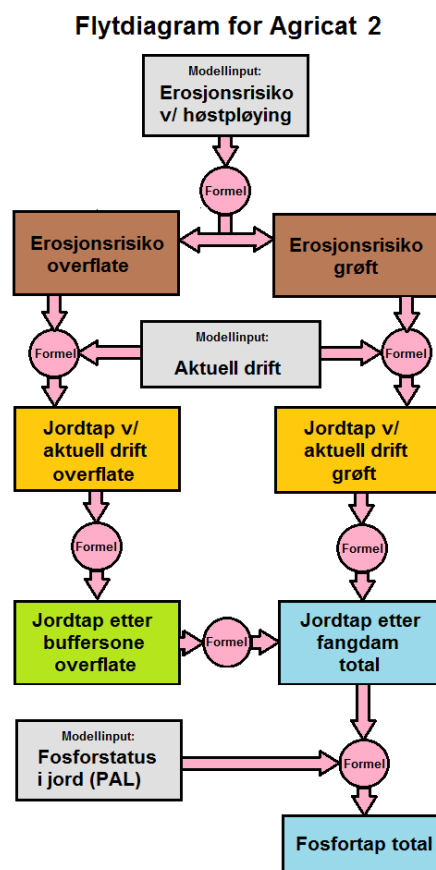 Flytdiagram for Agricat 2
Modellinput:
Erosjonsrisiko
v/ høstpløying
Formel
Erosjonsrisiko
overflate
Erosjonsrisiko
grøft
Formel
Modellinput:
Aktuell drift
Formel
Jordtap v/
aktuell drift
overflate
Jordtap v/
aktuell drift
grøft
Formel
Formel
Jordtap etter
buffersone
overflate
Formel
Jordtap etter
fangdam
total
Modellinput:
Fosforstatus
i jord (PAL)
Formel
Fosfortap total